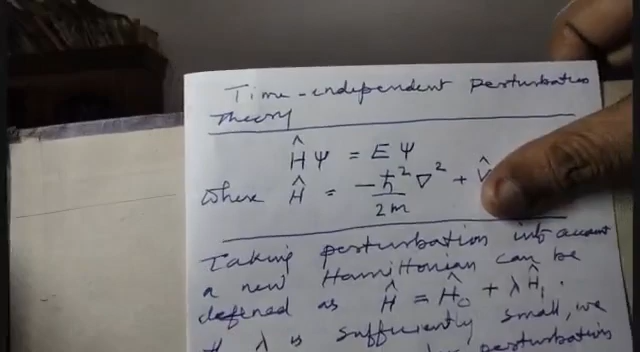 Time-independent perturbation
Theory
Ĥψ = Eψ
where Ĥ = -ħ²/2m ∇² + V̂
Taking perturbation into account
a new Hamiltonian can be
defined as Ĥ = Ĥ₀ + λĤ₁.
If λ is sufficiently small, we
perturbation